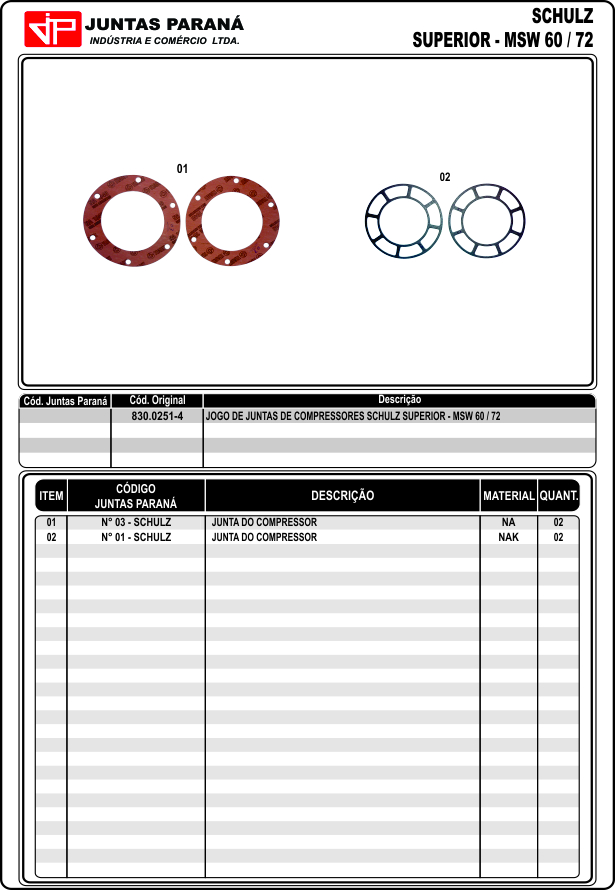 JP
JUNTAS PARANÁ
INDÚSTRIA E COMÉRCIO LTDA.
SCHULZ
SUPERIOR - MSW 60 / 72
01
02
Cód. Juntas Paraná Cód. Original Descrição
830.0251-4 JOGO DE JUNTAS DE COMPRESSORES SCHULZ SUPERIOR - MSW 60 / 72
ITEM CÓDIGO JUNTAS PARANÁ DESCRIÇÃO MATERIAL QUANT.
01 N° 03 - SCHULZ JUNTA DO COMPRESSOR NA 02
02 N° 01 - SCHULZ JUNTA DO COMPRESSOR NAK 02